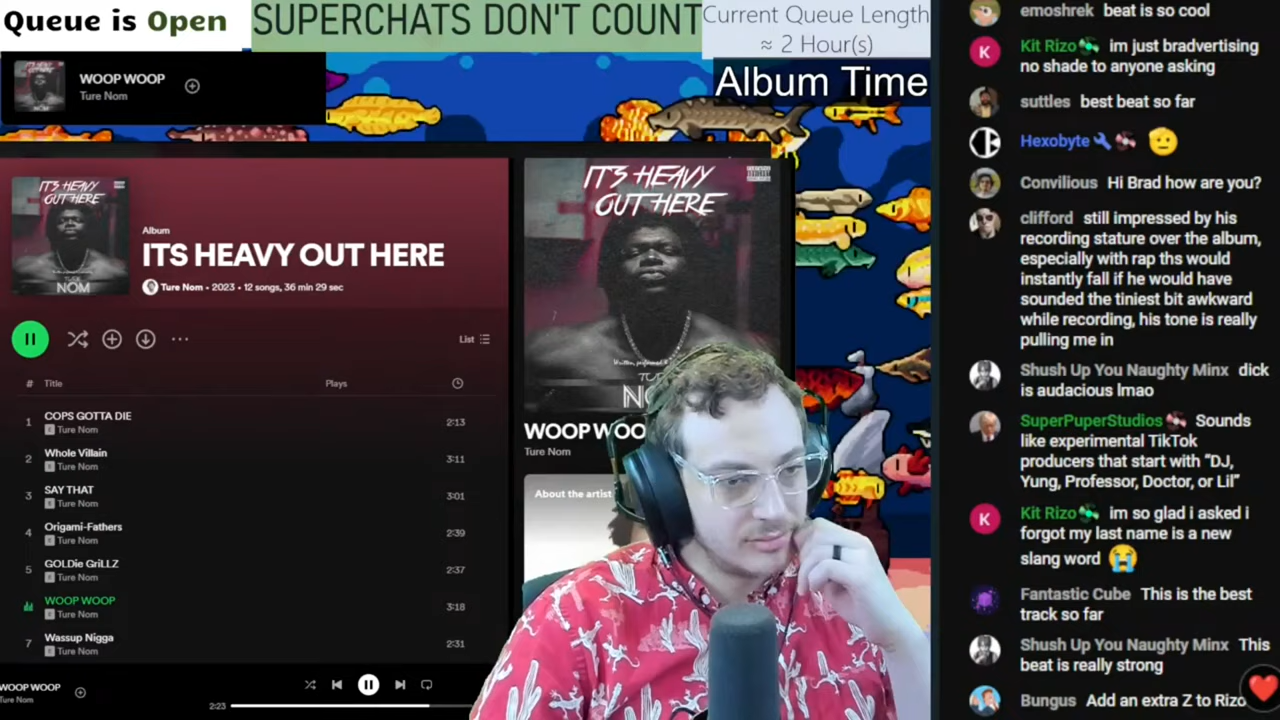 Queue is Open
SUPERCHATS DON'T COUNT
Current Queue Length
≈ 2 Hour(s)
Album Time
WOOP WOOP
Ture Nom
IT'S HEAVY
OUT HERE
NOM
Album
ITS HEAVY OUT HERE
Ture Nom • 2023 • 12 songs, 36 min 29 sec
List
# Title Plays
1 COPS GOTTA DIE 2:13
E Ture Nom
2 Whole Villain 3:11
E Ture Nom
3 SAY THAT 3:01
E Ture Nom
4 Origami-Fathers 2:39
E Ture Nom
5 GOLDie GriLLZ 2:37
E Ture Nom
WOOP WOOP 3:18
E Ture Nom
7 Wassup Nigga 2:31
E Ture Nom
IT'S HEAVY
OUT HERE
WOOP WOO
Ture Nom
About the artist
WOOP WOOP
Ture Nom
2:23
emoshrek beat is so cool
K Kit Rizo im just bradvertising
no shade to anyone asking
suttles best beat so far
Hexobyte
Convilious Hi Brad how are you?
clifford still impressed by his
recording stature over the album,
especially with rap ths would
instantly fall if he would have
sounded the tiniest bit awkward
while recording, his tone is really
pulling me in
Shush Up You Naughty Minx dick
is audacious lmao
SuperPuperStudios Sounds
like experimental TikTok
producers that start with “DJ,
Yung, Professor, Doctor, or Lil”
K Kit Rizo im so glad i asked i
forgot my last name is a new
slang word
Fantastic Cube This is the best
track so far
Shush Up You Naughty Minx This
beat is really strong
Bungus Add an extra Z to Rizo